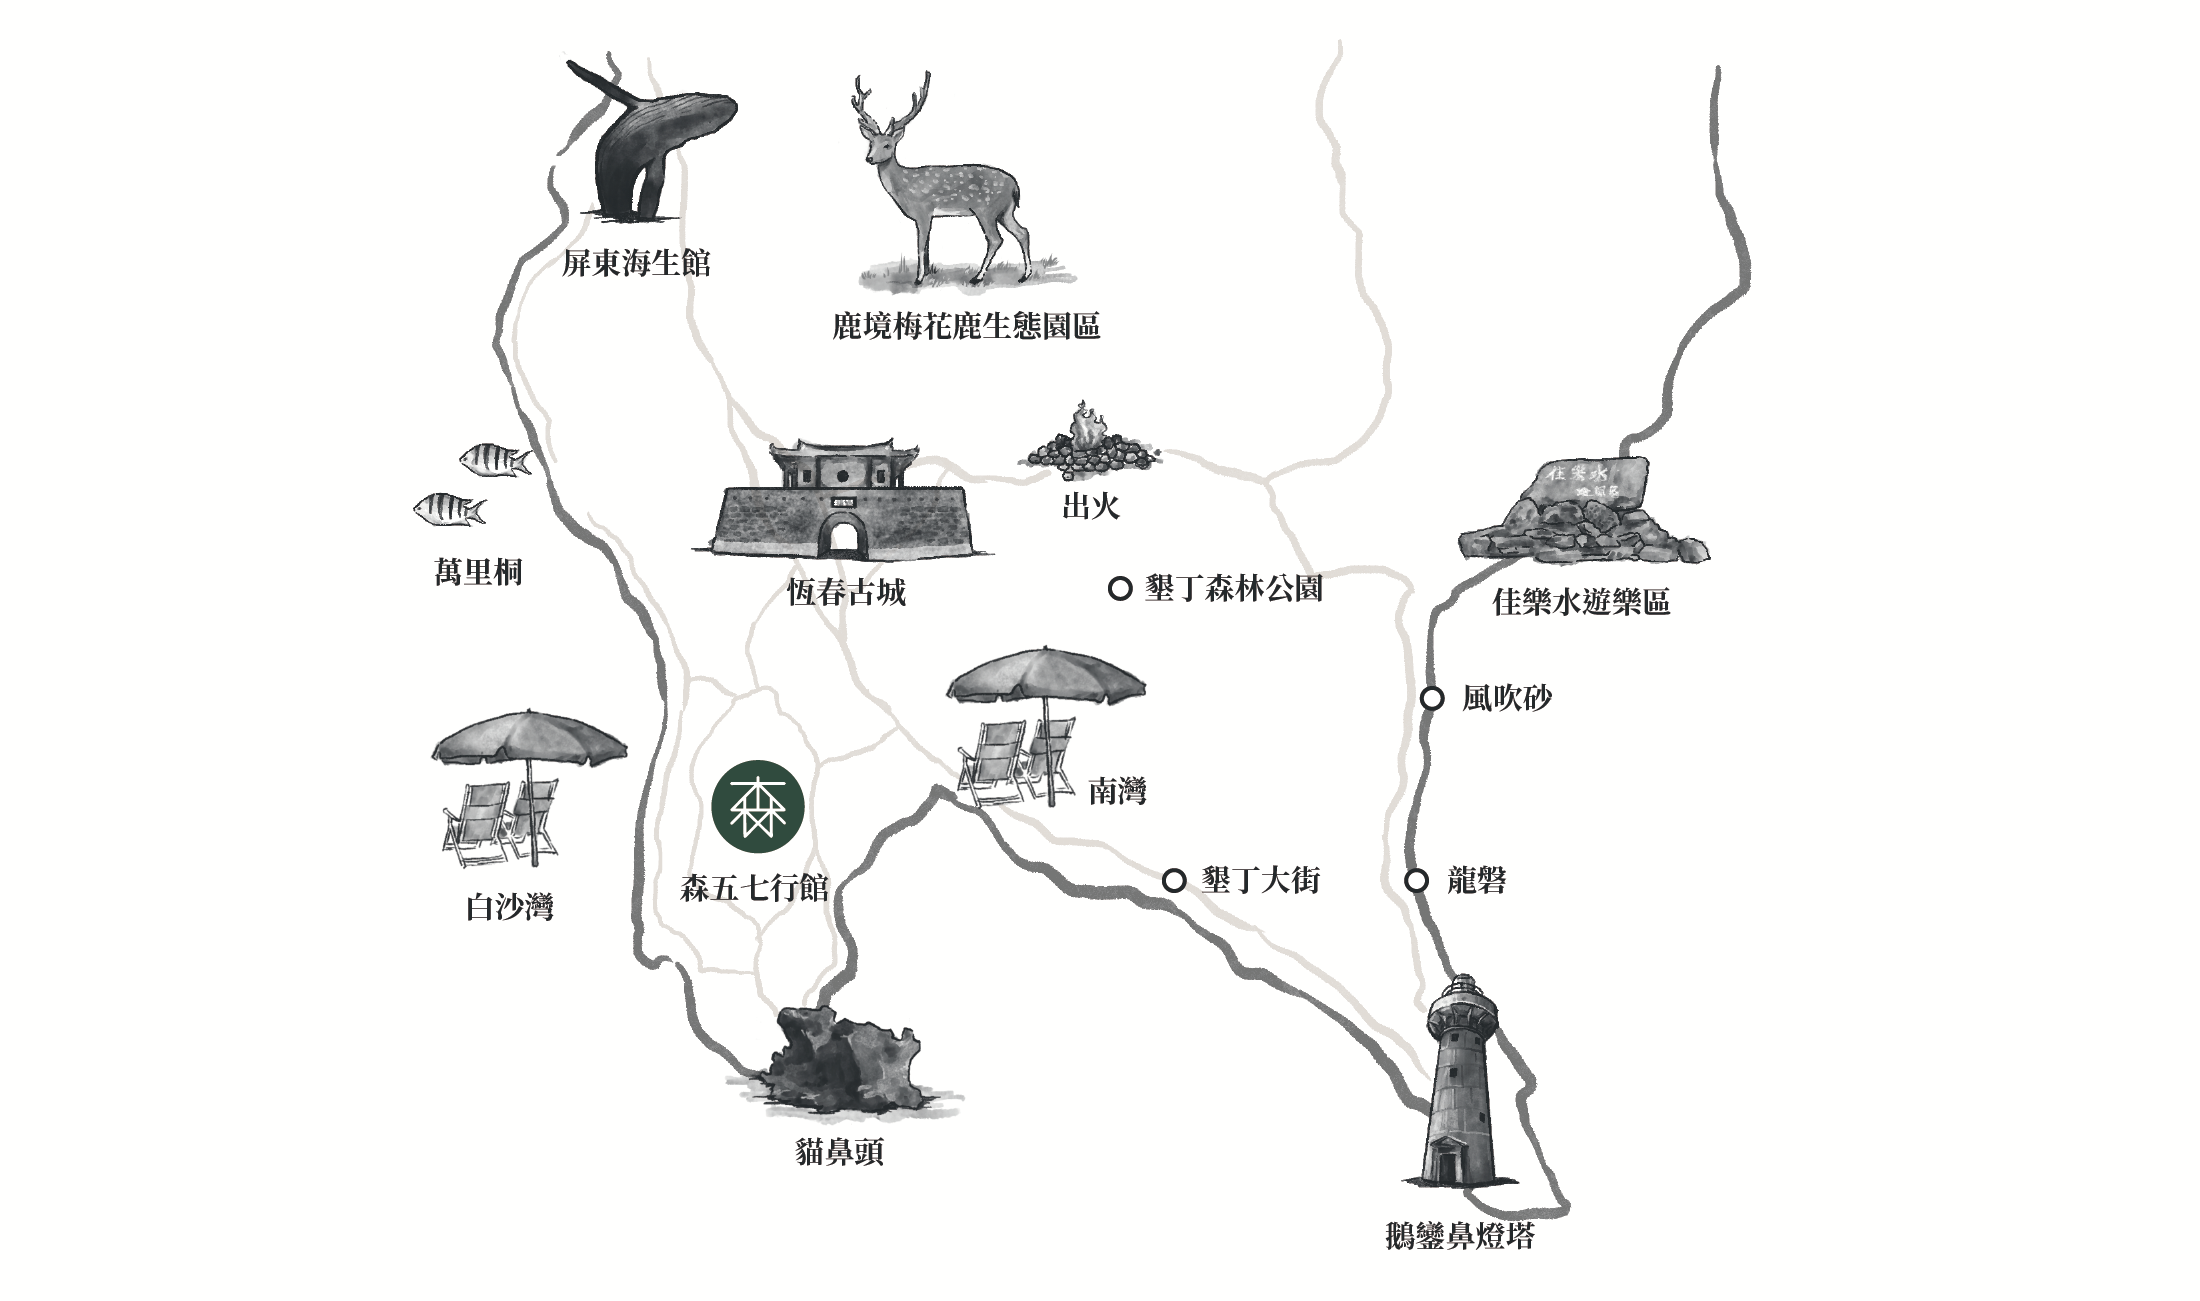 屏東海生館
鹿境梅花鹿生態園區
出火
萬里桐
恆春古城
墾丁森林公園
佳樂水
佳樂水遊樂區
風吹砂
南灣
白沙灣
森五七行館
墾丁大街
龍磐
貓鼻頭
鵝鑾鼻燈塔